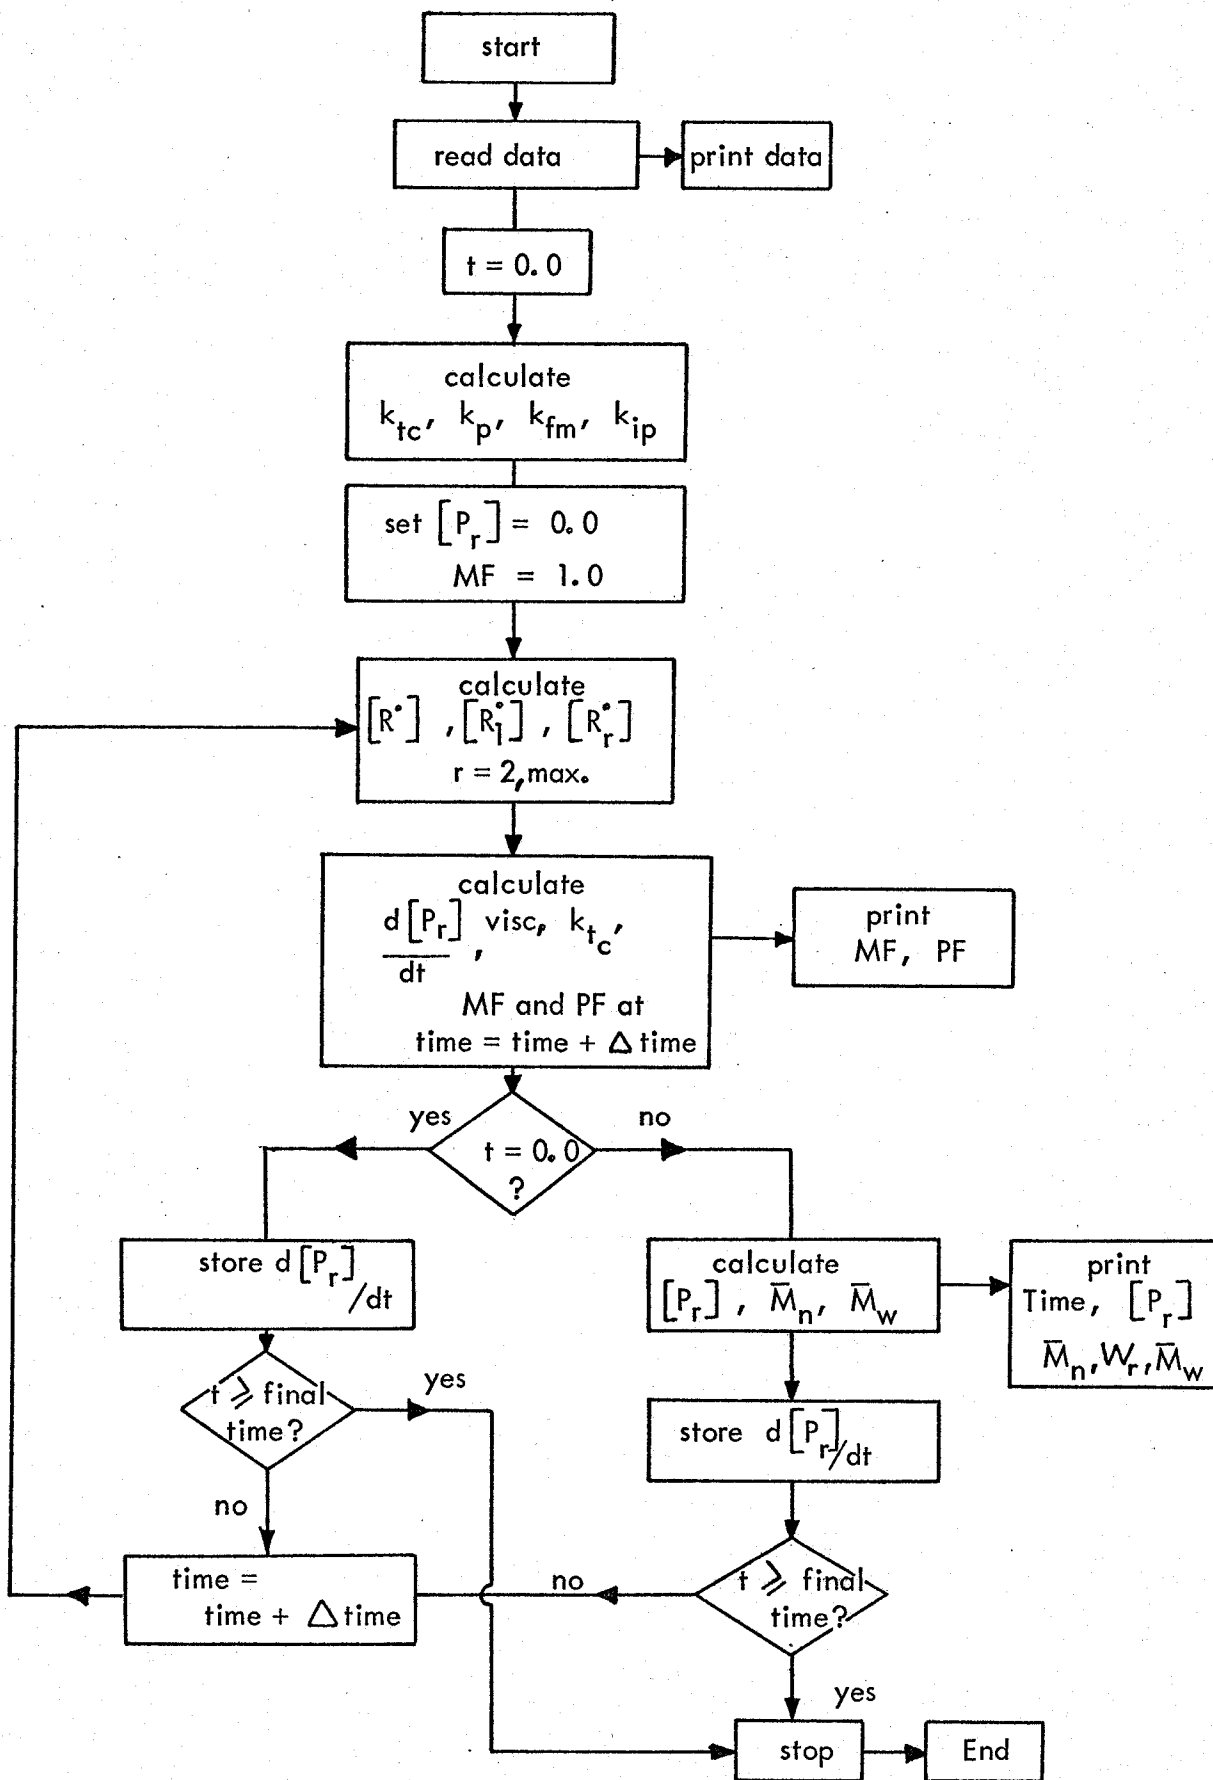 start
read data
print data
t = 0.0
calculate
k_tc, k_p, k_fm, k_ip
set [P_r] = 0.0
MF = 1.0
calculate
[R•] , [R•_1] , [R•_r]
r = 2, max.
calculate
d[P_r]/dt , visc, k_tc,
MF and PF at
time = time + Δ time
print
MF, PF
yes
no
t = 0.0
?
store d[P_r]
/dt
calculate
[P_r] , M̅_n, M̅_w
print
Time, [P_r]
M̅_n, W_r, M̅_w
t ⩾ final
time?
yes
no
store d[P_r]/dt
time =
time + Δ time
no
t ⩾ final
time?
yes
stop
End